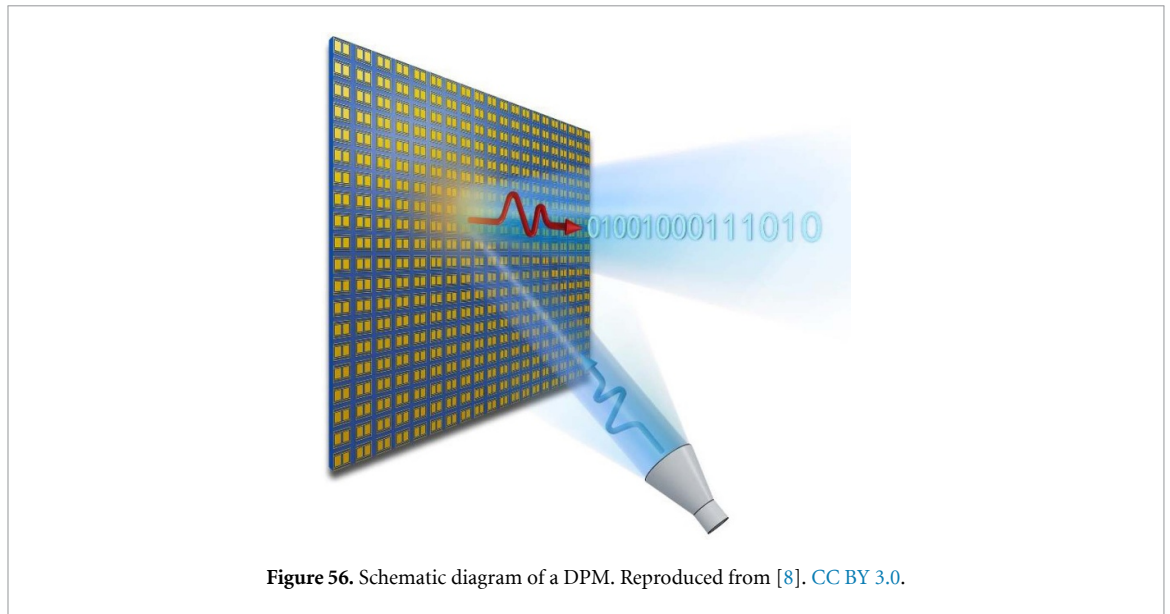 01001000111010
Figure 56. Schematic diagram of a DPM. Reproduced from [8]. CC BY 3.0.